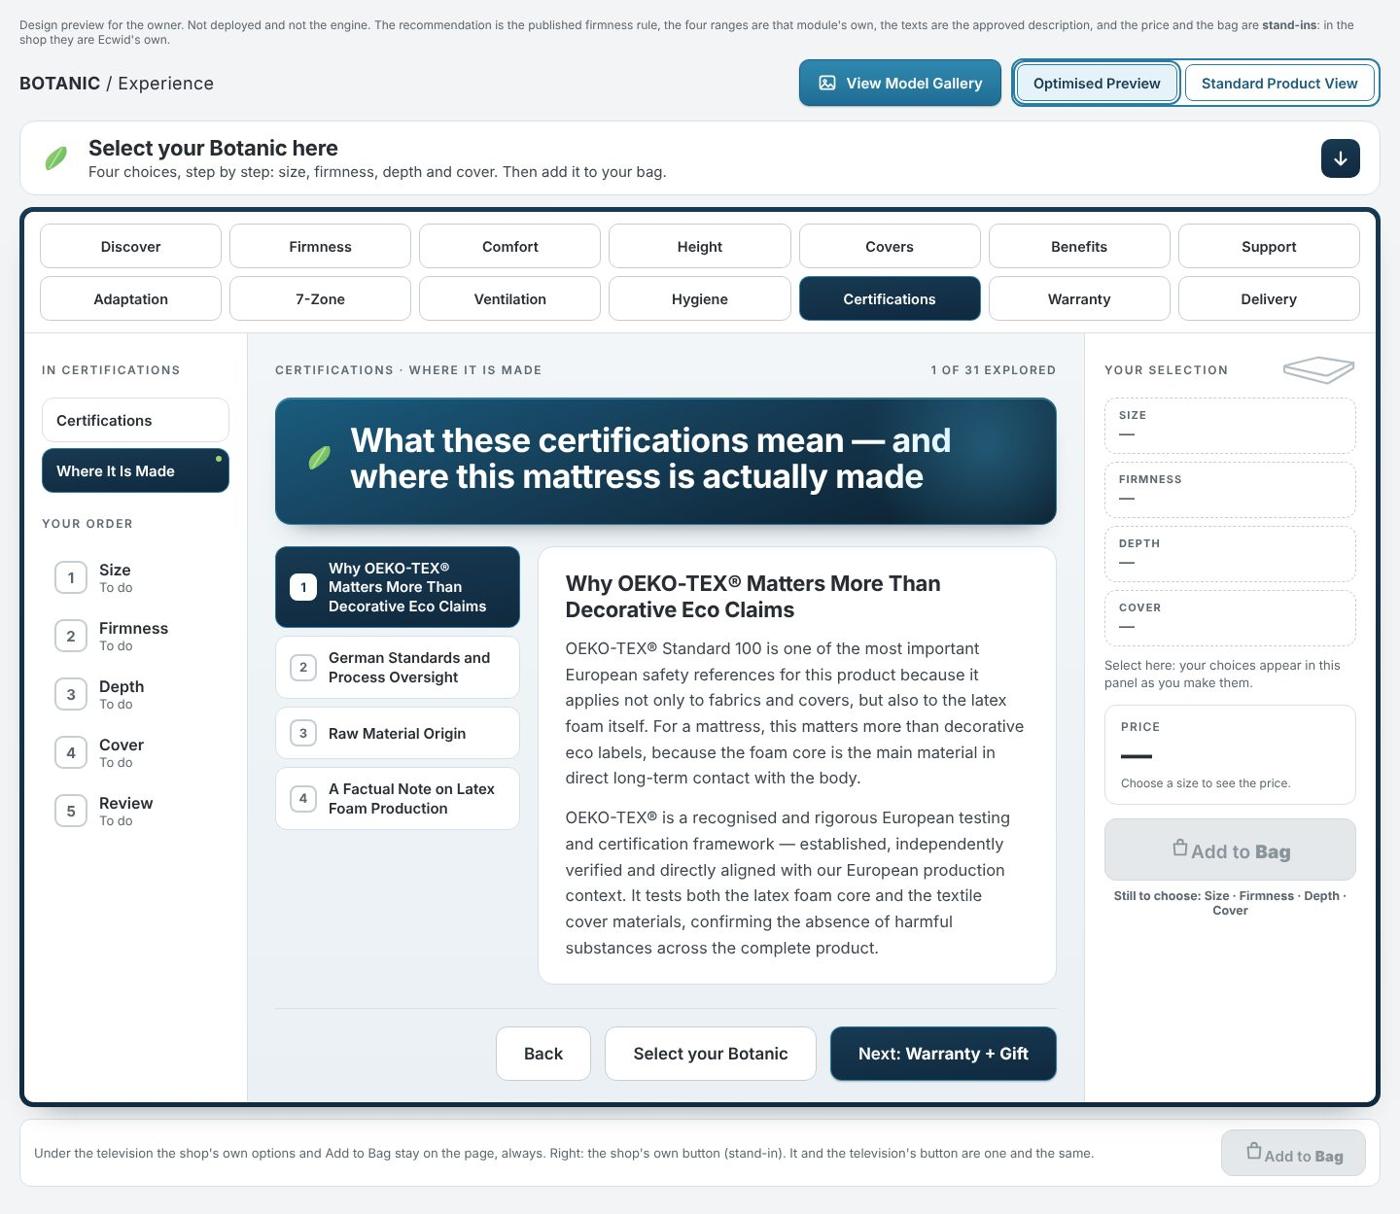 Design preview for the owner. Not deployed and not the engine. The recommendation is the published firmness rule, the four ranges are that module's own, the texts are the approved description, and the price and the bag are stand-ins: in the
shop they are Ecwid's own.
BOTANIC / Experience
View Model Gallery
Optimised Preview
Standard Product View
Select your Botanic here
Four choices, step by step: size, firmness, depth and cover. Then add it to your bag.
Discover
Firmness
Comfort
Height
Covers
Benefits
Support
Adaptation
7-Zone
Ventilation
Hygiene
Certifications
Warranty
Delivery
IN CERTIFICATIONS
Certifications
Where It Is Made
YOUR ORDER
1
Size
To do
2
Firmness
To do
3
Depth
To do
4
Cover
To do
5
Review
To do
CERTIFICATIONS · WHERE IT IS MADE
1 OF 31 EXPLORED
What these certifications mean — and
where this mattress is actually made
1
Why OEKO-TEX®
Matters More Than
Decorative Eco Claims
2
German Standards and
Process Oversight
3
Raw Material Origin
4
A Factual Note on Latex
Foam Production
Why OEKO-TEX® Matters More Than
Decorative Eco Claims
OEKO-TEX® Standard 100 is one of the most important
European safety references for this product because it
applies not only to fabrics and covers, but also to the latex
foam itself. For a mattress, this matters more than decorative
eco labels, because the foam core is the main material in
direct long-term contact with the body.
OEKO-TEX® is a recognised and rigorous European testing
and certification framework — established, independently
verified and directly aligned with our European production
context. It tests both the latex foam core and the textile
cover materials, confirming the absence of harmful
substances across the complete product.
Back
Select your Botanic
Next: Warranty + Gift
YOUR SELECTION
SIZE
—
FIRMNESS
—
DEPTH
—
COVER
—
Select here: your choices appear in this
panel as you make them.
PRICE
—
Choose a size to see the price.
Add to Bag
Still to choose: Size · Firmness · Depth ·
Cover
Under the television the shop's own options and Add to Bag stay on the page, always. Right: the shop's own button (stand-in). It and the television's button are one and the same.
Add to Bag